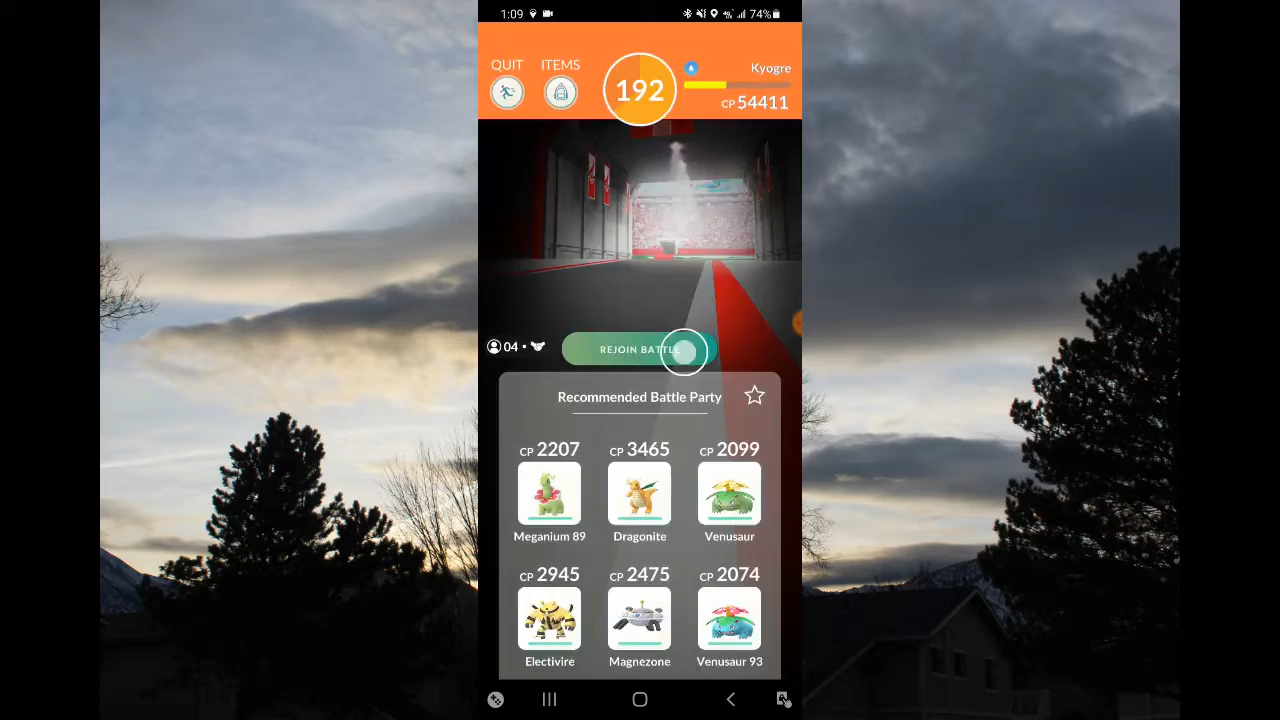 1:09 74%
QUIT ITEMS
192
Kyogre
CP 54411
04 • REJOIN BATTLE
Recommended Battle Party
CP 2207 CP 3465 CP 2099
Meganium 89 Dragonite Venusaur
CP 2945 CP 2475 CP 2074
Electivire Magnezone Venusaur 93